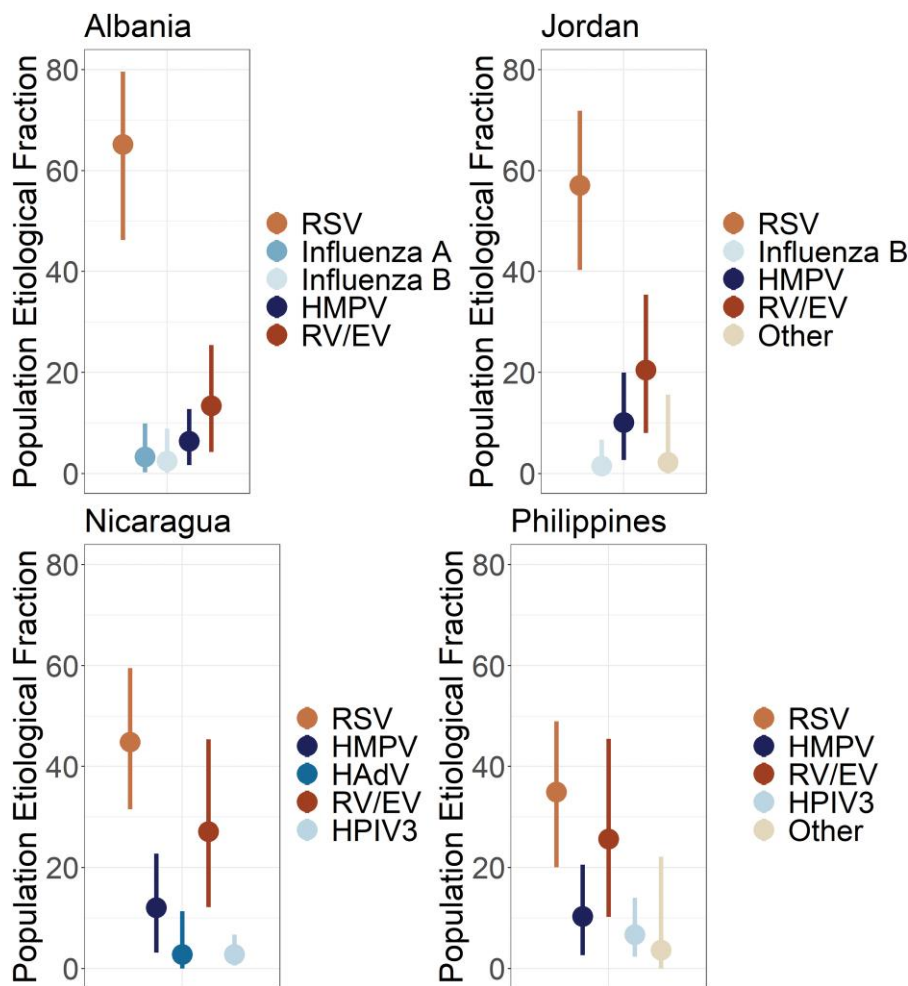 Albania
Population Etiological Fraction
80
60
40
20
0
RSV
Influenza A
Influenza B
HMPV
RV/EV
Jordan
Population Etiological Fraction
80
60
40
20
0
RSV
Influenza B
HMPV
RV/EV
Other
Nicaragua
Population Etiological Fraction
80
60
40
20
0
RSV
HMPV
HAdV
RV/EV
HPIV3
Philippines
Population Etiological Fraction
80
60
40
20
0
RSV
HMPV
RV/EV
HPIV3
Other